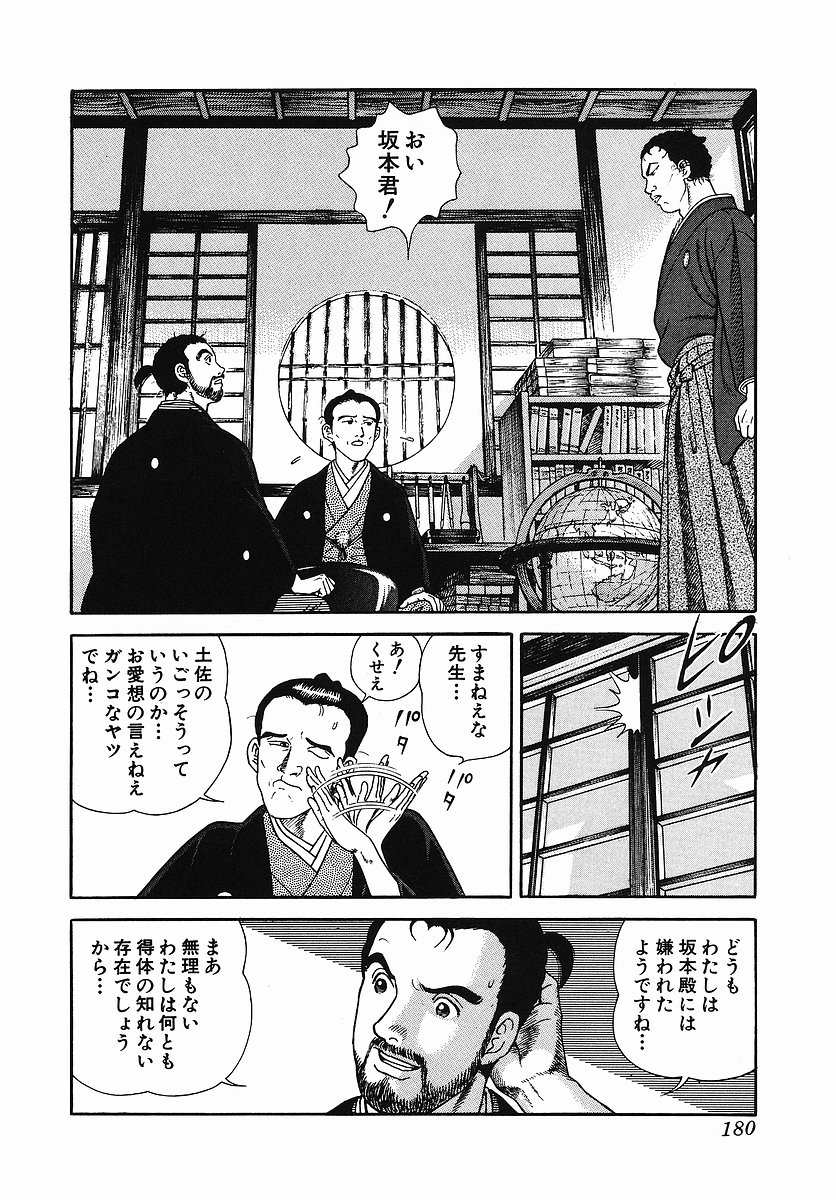 おい
坂本君！
ピシッ
すまねえな
先生…
あ！
くせえ
パタ
パタ
土佐の
いごっそうって
いうのか…
お愛想の言えねえ
ガンコなヤツ
でね…
どうも
わたしは
坂本殿には
嫌われた
ようですね…
まあ
無理もない
わたしは何とも
得体の知れない
存在でしょう
から…
180